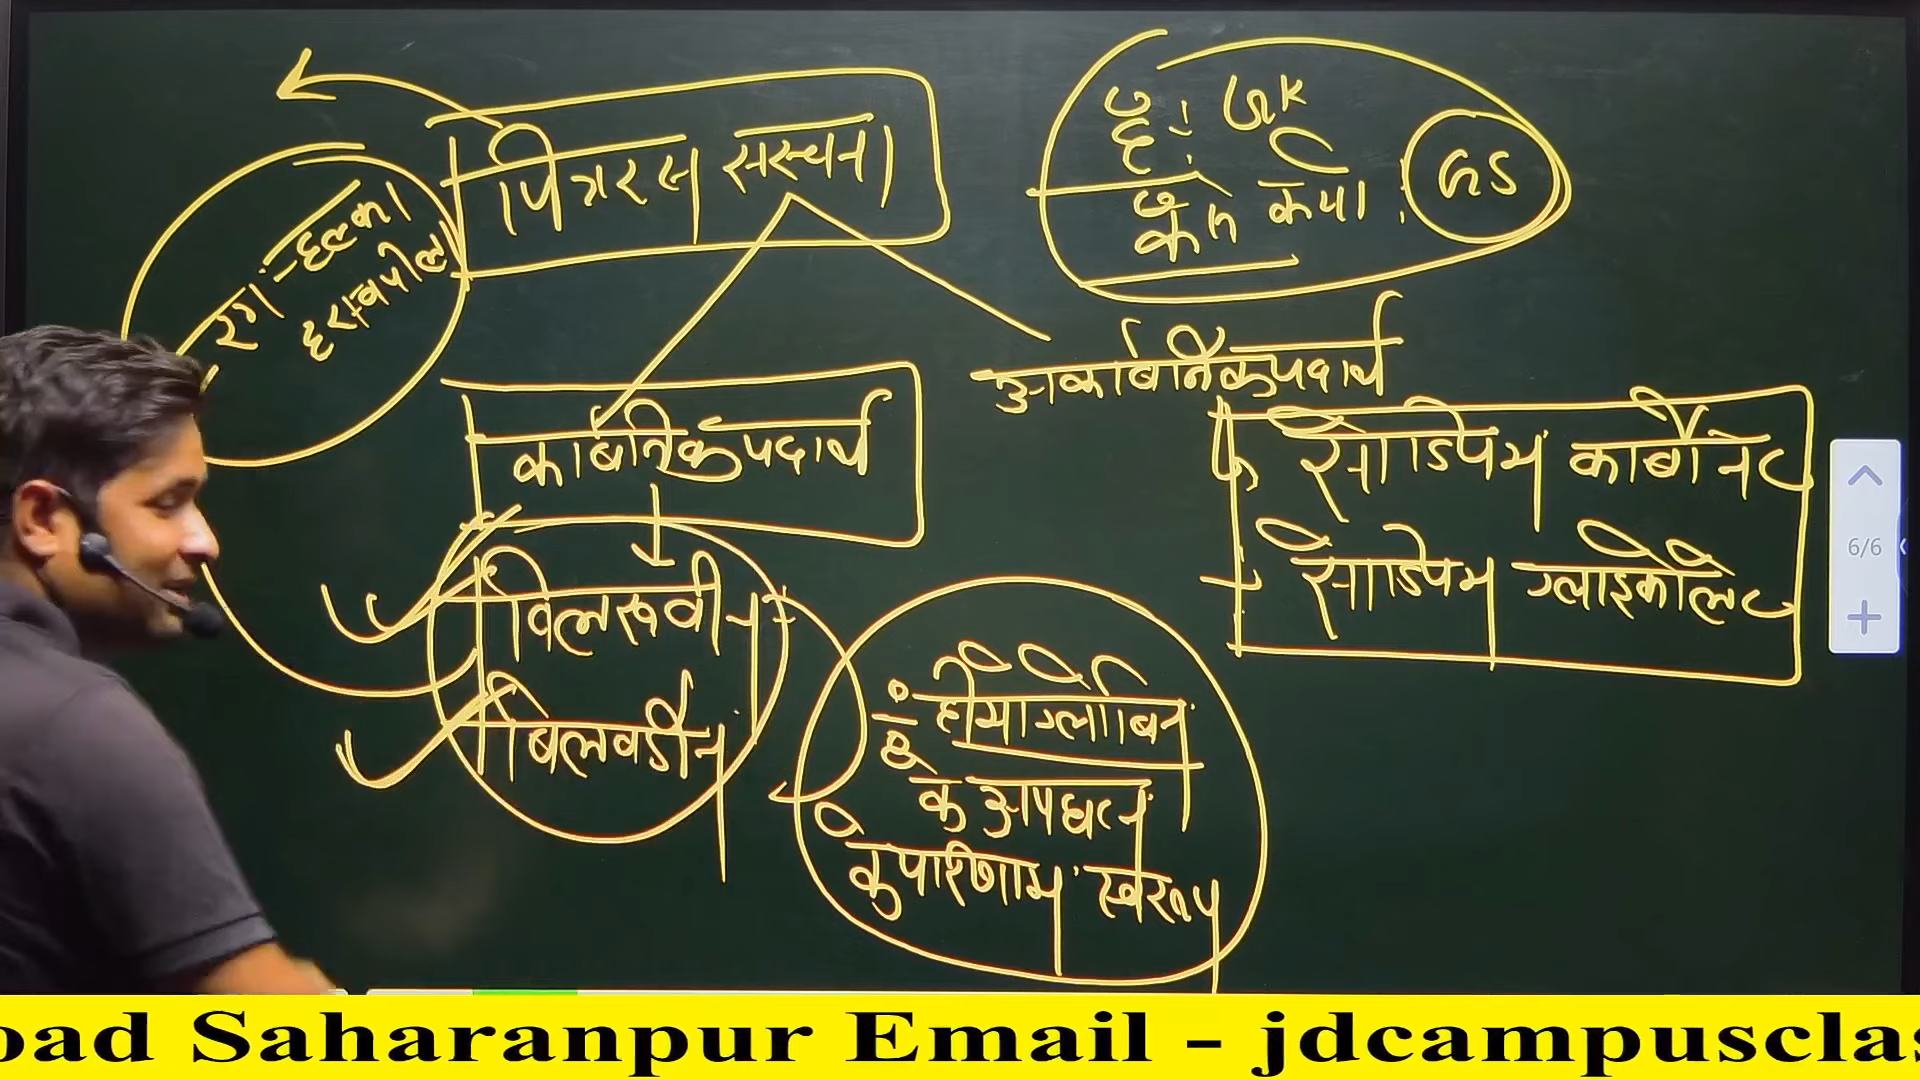 पित्तरस संस्थान
रंग - हल्का
हरा व पीला
GK
क्या
GS
अकार्बनिक पदार्थ
सोडियम कार्बोनेट
सोडियम ग्लाइकोलेट
कार्बनिक पदार्थ
विलरूवीन
बिलवर्डीन
हीमोग्लोबिन
के अपघटन
के परिणाम स्वरूप
6/6
oad Saharanpur Email - jdcampusclas